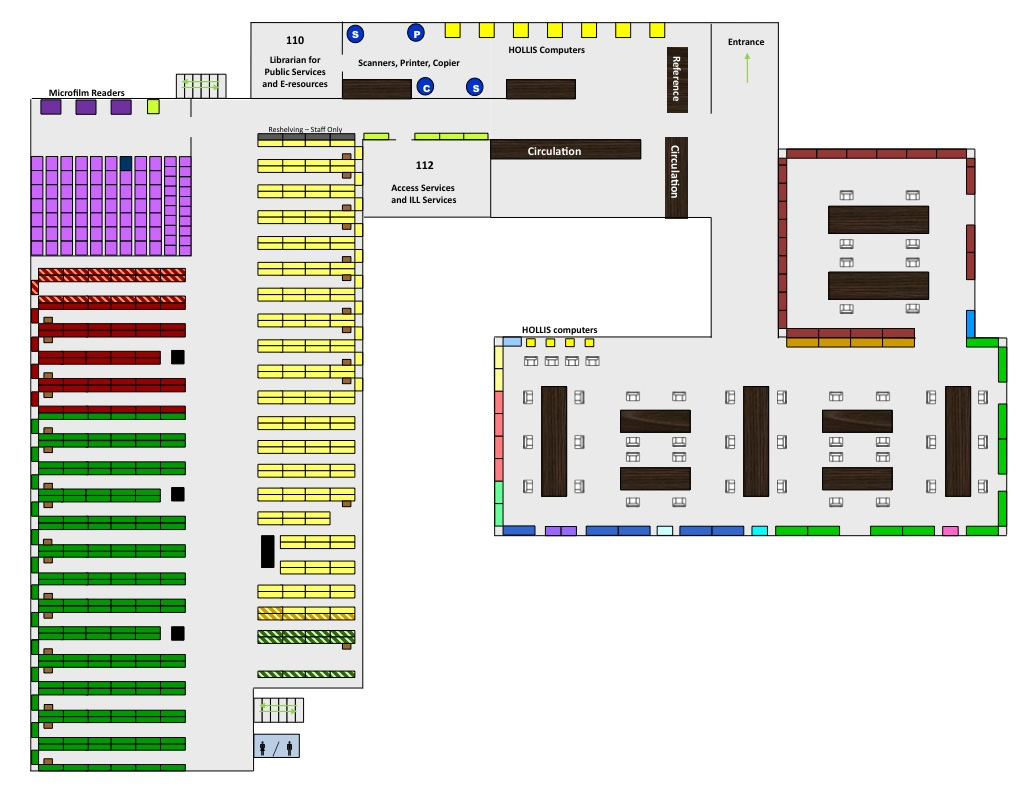 110
Librarian for
Public Services
and E-resources
S
P
HOLLIS Computers
Scanners, Printer, Copier
C
S
Reference
Entrance
Microfilm Readers
Reshelving – Staff Only
112
Access Services
and ILL Services
Circulation
Circulation
HOLLIS computers
/